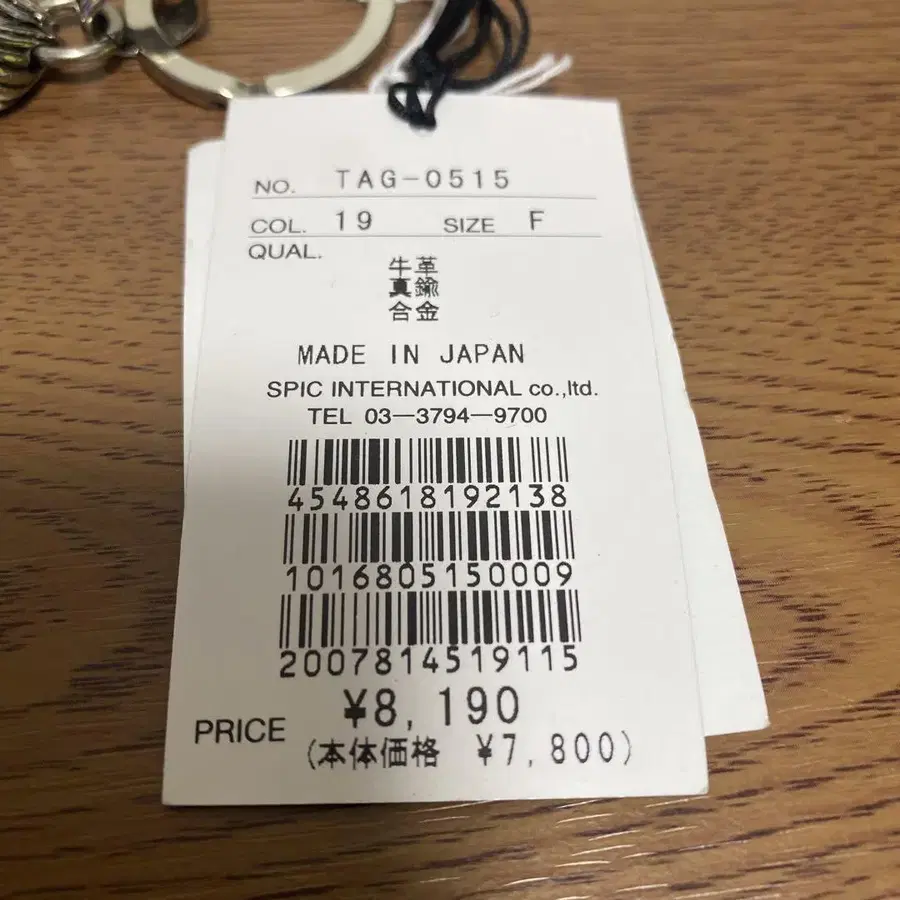 NO. TAG-0515
COL. 19 SIZE F
QUAL.
牛革
真鍮
合金
MADE IN JAPAN
SPIC INTERNATIONAL co.,ltd.
TEL 03—3794—9700
4548618192138
1016805150009
2007814519115
PRICE ¥8,190
(本体価格 ¥7,800)